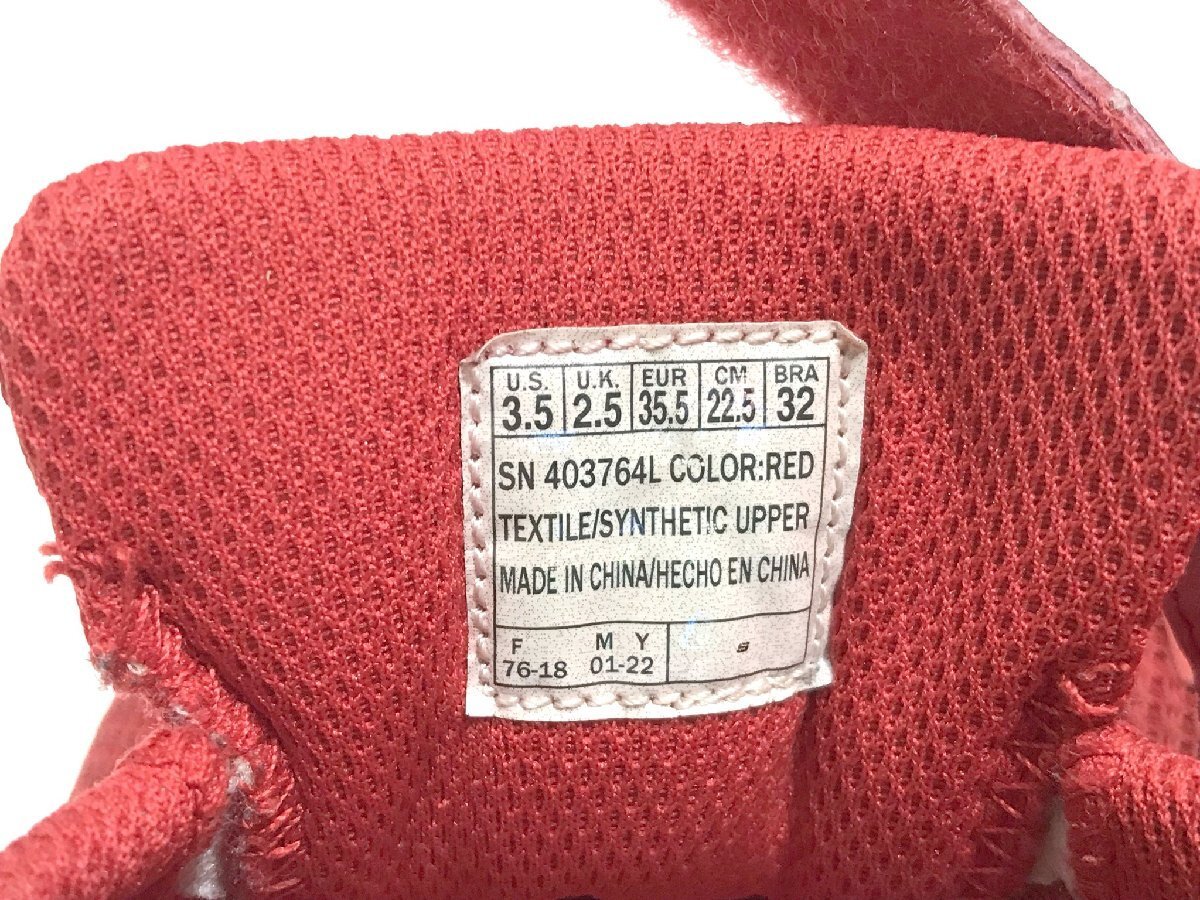 U.S. U.K. EUR CM BRA
3.5 2.5 35.5 22.5 32
SN 403764L COLOR:RED
TEXTILE/SYNTHETIC UPPER
MADE IN CHINA/HECHO EN CHINA
F M Y
76-18 01-22